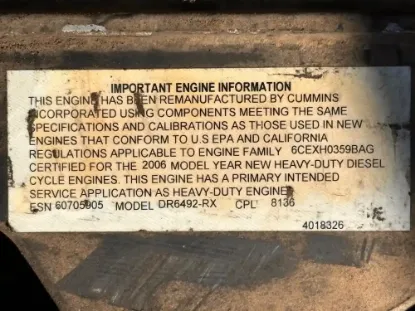 IMPORTANT ENGINE INFORMATION
THIS ENGINE HAS BEEN REMANUFACTURED BY CUMMINS
INCORPORATED USING COMPONENTS MEETING THE SAME
SPECIFICATIONS AND CALIBRATIONS AS THOSE USED IN NEW
ENGINES THAT CONFORM TO U.S EPA AND CALIFORNIA
REGULATIONS APPLICABLE TO ENGINE FAMILY 6CEXH0359BAG
CERTIFIED FOR THE 2006 MODEL YEAR NEW HEAVY-DUTY DIESEL
CYCLE ENGINES. THIS ENGINE HAS A PRIMARY INTENDED
SERVICE APPLICATION AS HEAVY-DUTY ENGINE
ESN 60705905 MODEL DR6492-RX CPL 8136
4018326